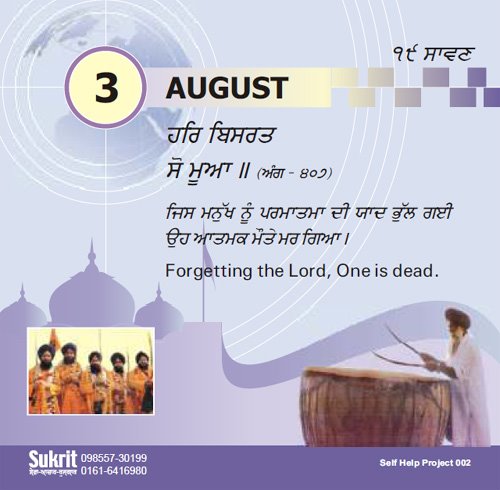 ੧੯ ਸਾਵਣ
3 AUGUST
ਹਰਿ ਬਿਸਰਤ
ਸੋ ਮੂਆ ॥ (ਅੰਗ - ੪੦੭)
ਜਿਸ ਮਨੁੱਖ ਨੂੰ ਪਰਮਾਤਮਾ ਦੀ ਯਾਦ ਭੁੱਲ ਗਈ
ਉਹ ਆਤਮਕ ਮੌਤੇ ਮਰ ਗਿਆ ।
Forgetting the Lord, One is dead.
Sukrit 098557-30199
0161-6416980
Self Help Project 002